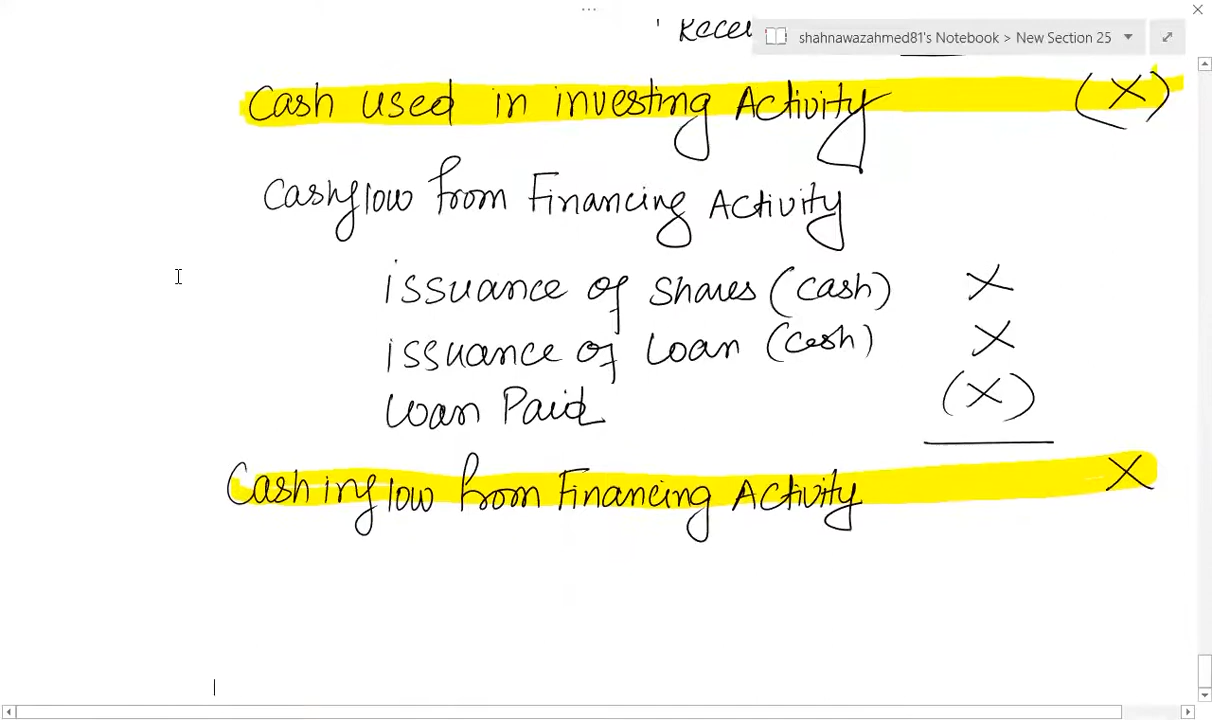 Recei
shahnawazahmed81's Notebook > New Section 25
Cash used in investing Activity (X)
Cashflow from Financing Activity
issuance of shares (cash) X
issuance of loan (cash) X
Loan Paid (X)
Cash inflow from Financing Activity X